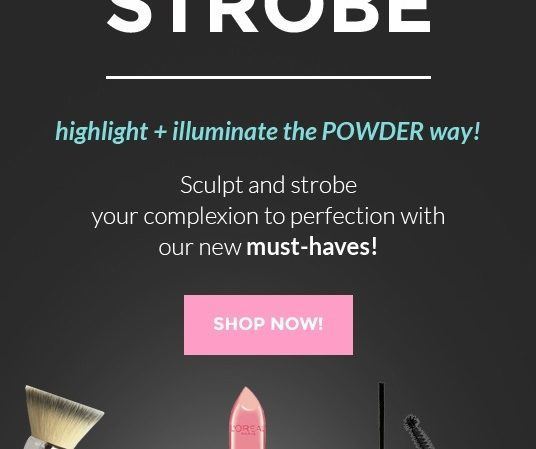 STROBE
highlight + illuminate the POWDER way!
Sculpt and strobe
your complexion to perfection with
our new must-haves!
SHOP NOW!
L'ORÉAL
PARIS